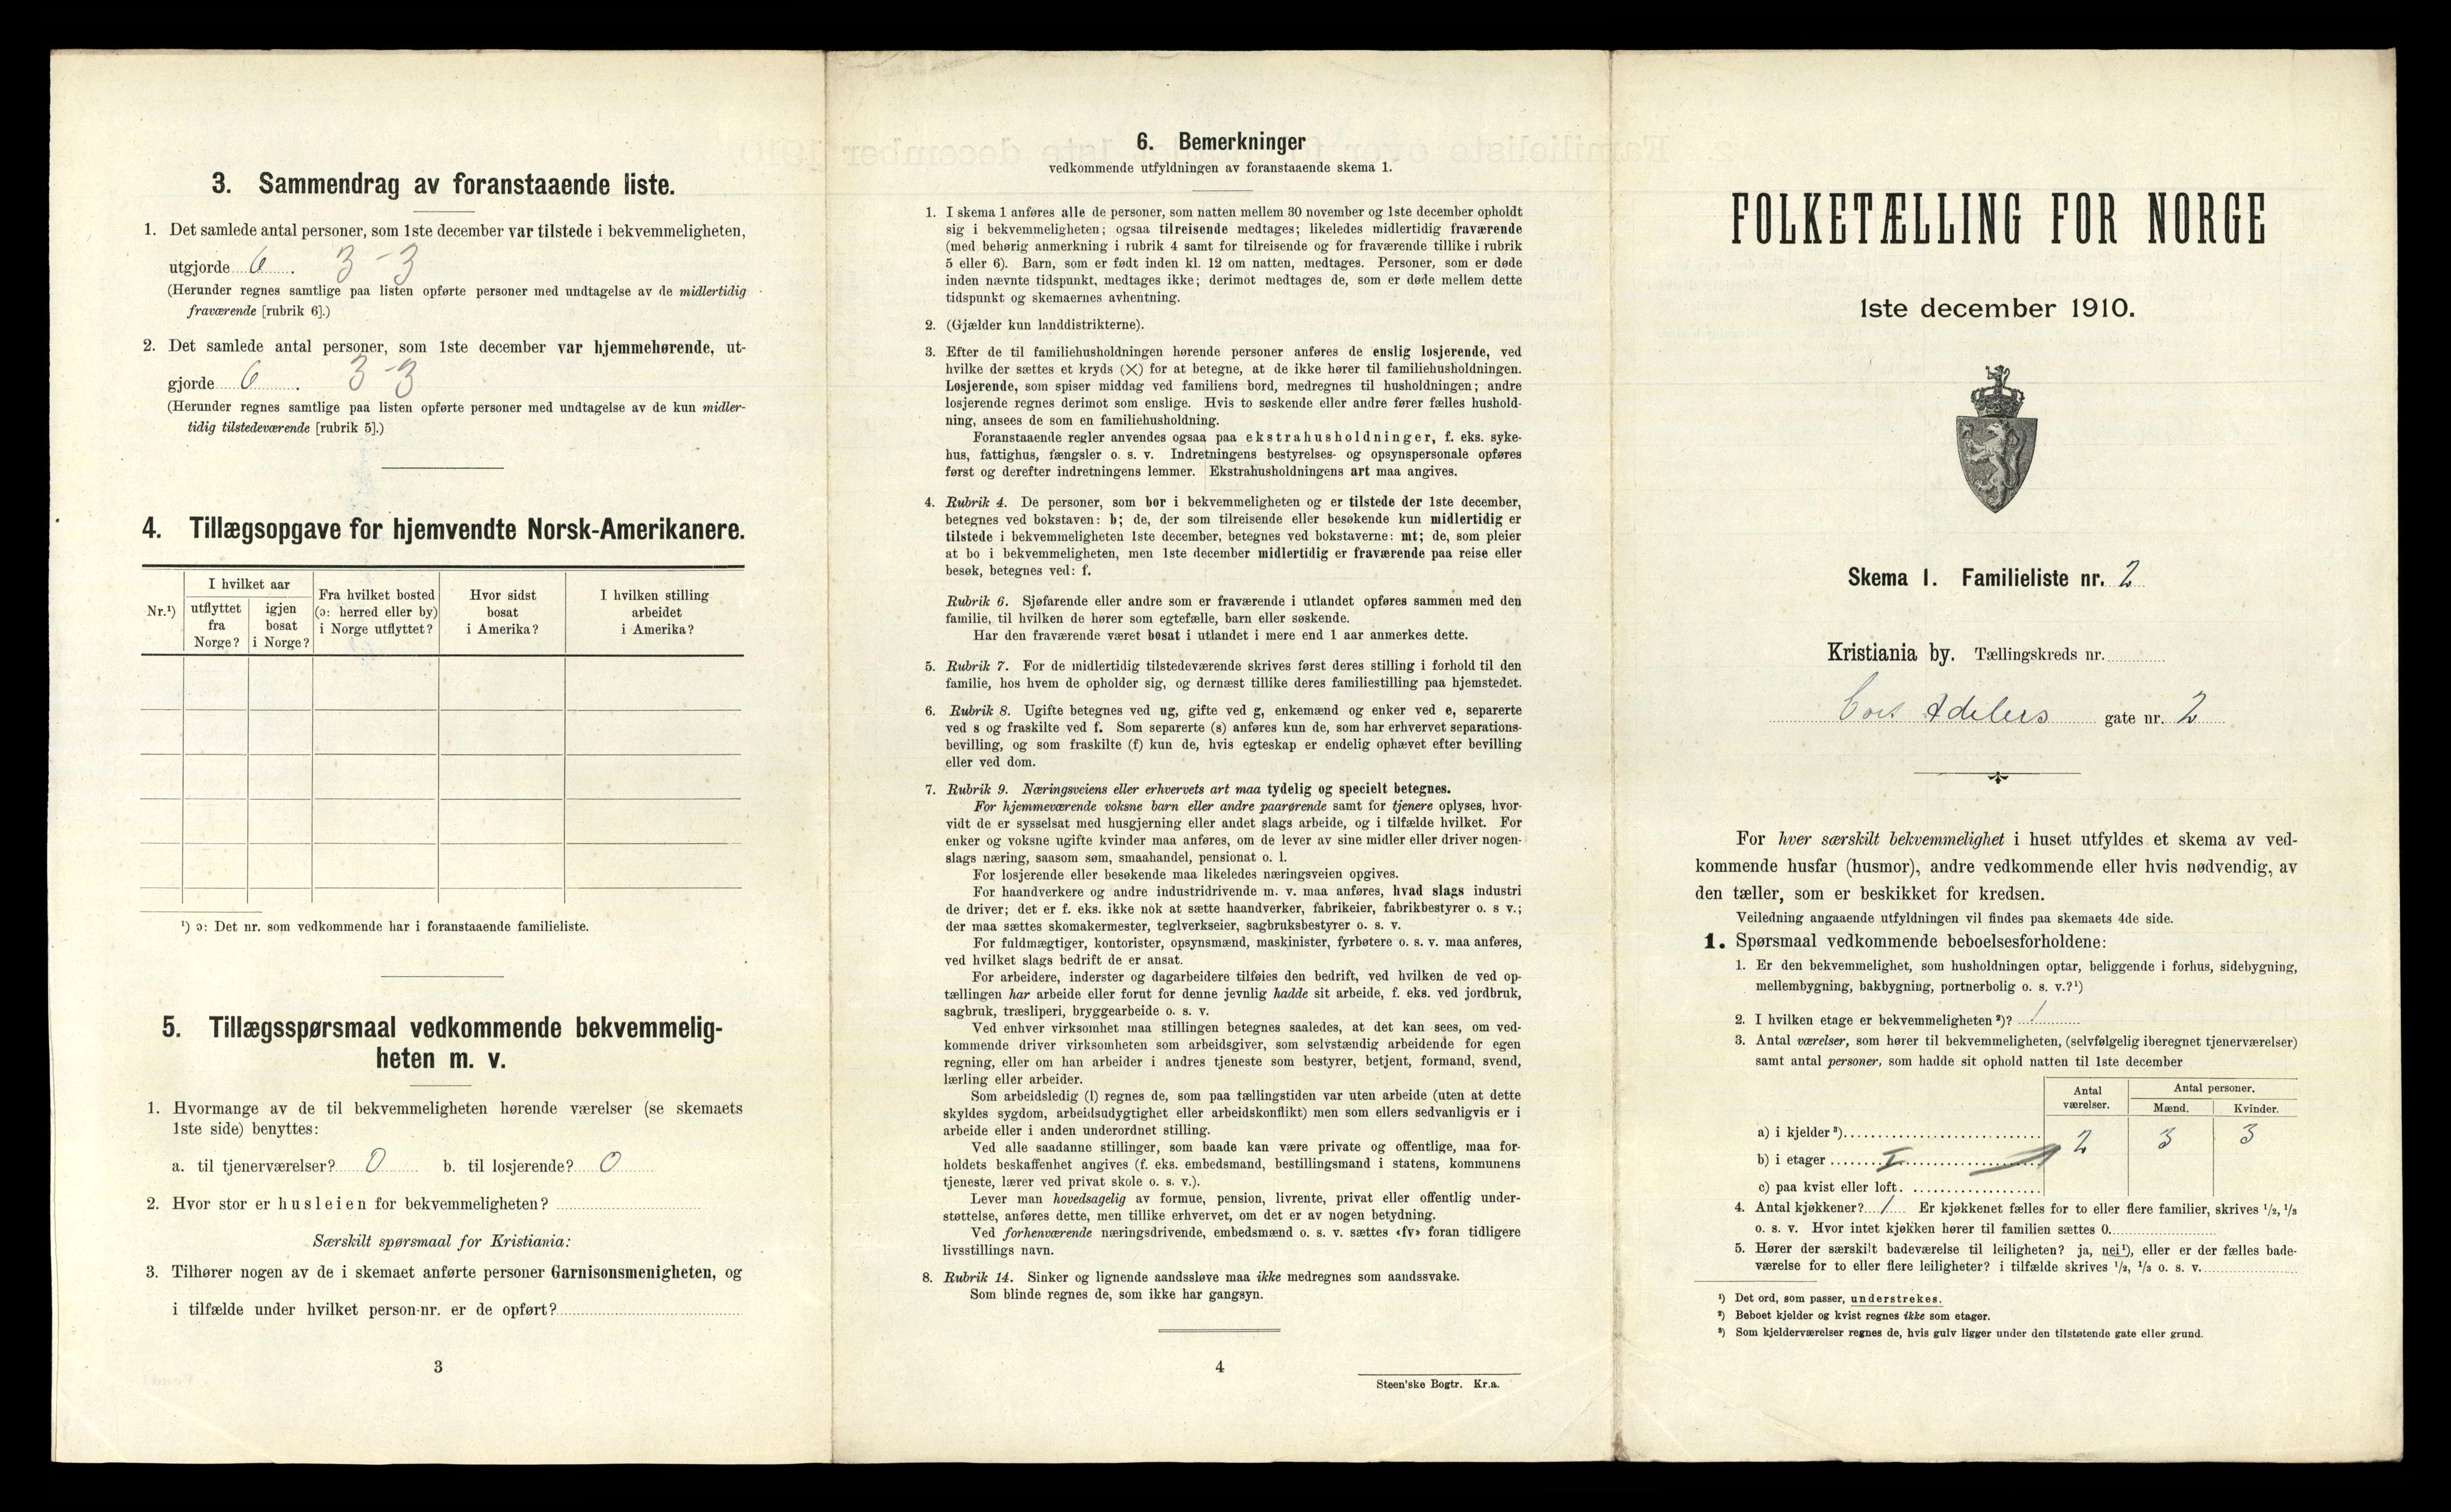 3. Sammendrag av foranstaaende liste.
1. Det samlede antal personer, som 1ste december var tilstede i bekvemmeligheten,
utgjorde 6. 3 - 3
(Herunder regnes samtlige paa listen opførte personer med undtagelse av de midlertidig
fraværende [rubrik 6].)
2. Det samlede antal personer, som 1ste december var hjemmehørende, ut-
gjorde 6. 3 - 3
(Herunder regnes samtlige paa listen opførte personer med undtagelse av de kun midler-
tidig tilstedeværende [rubrik 5].)
4. Tillægsopgave for hjemvendte Norsk-Amerikanere.
Nr.¹)
I hvilket aar
utflyttet
fra
Norge?
igjen
bosat
i Norge?
Fra hvilket bosted
(ɔ: herred eller by)
i Norge utflyttet?
Hvor sidst
bosat
i Amerika?
I hvilken stilling
arbeidet
i Amerika?
¹) ɔ: Det nr. som vedkommende har i foranstaaende familieliste.
5. Tillægsspørsmaal vedkommende bekvemmelig-
heten m. v.
1. Hvormange av de til bekvemmeligheten hørende værelser (se skemaets
1ste side) benyttes:
a. til tjenerværelser? 0 b. til losjerende? 0
2. Hvor stor er husleien for bekvemmeligheten?
Særskilt spørsmaal for Kristiania:
3. Tilhører nogen av de i skemaet anførte personer Garnisonsmenigheten, og
i tilfælde under hvilket person-nr. er de opført?
3
6. Bemerkninger
vedkommende utfyldningen av foranstaaende skema 1.
1. I skema 1 anføres alle de personer, som natten mellem 30 november og 1ste december opholdt
sig i bekvemmeligheten; ogsaa tilreisende medtages; likeledes midlertidig fraværende
(med behørig anmerkning i rubrik 4 samt for tilreisende og for fraværende tillike i rubrik
5 eller 6). Barn, som er født inden kl. 12 om natten, medtages. Personer, som er døde
inden nævnte tidspunkt, medtages ikke; derimot medtages de, som er døde mellem dette
tidspunkt og skemaernes avhentning.
2. (Gjælder kun landdistrikterne).
3. Efter de til familiehusholdningen hørende personer anføres de enslig losjerende, ved
hvilke der sættes et kryds (×) for at betegne, at de ikke hører til familiehusholdningen.
Losjerende, som spiser middag ved familiens bord, medregnes til husholdningen; andre
losjerende regnes derimot som enslige. Hvis to søskende eller andre fører fælles hushold-
ning, ansees de som en familiehusholdning.
Foranstaaende regler anvendes ogsaa paa ekstrahusholdninger, f. eks. syke-
hus, fattighus, fængsler o. s. v. Indretningens bestyrelses- og opsynspersonale opføres
først og derefter indretningens lemmer. Ekstrahusholdningens art maa angives.
4. Rubrik 4. De personer, som bor i bekvemmeligheten og er tilstede der 1ste december,
betegnes ved bokstaven: b; de, der som tilreisende eller besøkende kun midlertidig er
tilstede i bekvemmeligheten 1ste december, betegnes ved bokstaverne: mt; de, som pleier
at bo i bekvemmeligheten, men 1ste december midlertidig er fraværende paa reise eller
besøk, betegnes ved: f.
Rubrik 6. Sjøfarende eller andre som er fraværende i utlandet opføres sammen med den
familie, til hvilken de hører som egtefælle, barn eller søskende.
Har den fraværende været bosat i utlandet i mere end 1 aar anmerkes dette.
5. Rubrik 7. For de midlertidig tilstedeværende skrives først deres stilling i forhold til den
familie, hos hvem de opholder sig, og dernæst tillike deres familiestilling paa hjemstedet.
6. Rubrik 8. Ugifte betegnes ved ug, gifte ved g, enkemænd og enker ved e, separerte
ved s og fraskilte ved f. Som separerte (s) anføres kun de, som har erhvervet separations-
bevilling, og som fraskilte (f) kun de, hvis egteskap er endelig ophævet efter bevilling
eller ved dom.
7. Rubrik 9. Næringsveiens eller erhvervets art maa tydelig og specielt betegnes.
For hjemmeværende voksne barn eller andre paarørende samt for tjenere oplyses, hvor-
vidt de er sysselsat med husgjerning eller andet slags arbeide, og i tilfælde hvilket. For
enker og voksne ugifte kvinder maa anføres, om de lever av sine midler eller driver nogen-
slags næring, saasom søm, smaahandel, pensionat o. l.
For losjerende eller besøkende maa likeledes næringsveien opgives.
For haandverkere og andre industridrivende m. v. maa anføres, hvad slags industri
de driver; det er f. eks. ikke nok at sætte haandverker, fabrikeier, fabrikbestyrer o. s v.;
der maa sættes skomakermester, teglverkseier, sagbruksbestyrer o. s. v.
For fuldmægtiger, kontorister, opsynsmænd, maskinister, fyrbøtere o. s. v. maa anføres,
ved hvilket slags bedrift de er ansat.
For arbeidere, inderster og dagarbeidere tilføies den bedrift, ved hvilken de ved op-
tællingen har arbeide eller forut for denne jevnlig hadde sit arbeide, f. eks. ved jordbruk,
sagbruk, træsliperi, bryggearbeide o. s. v.
Ved enhver virksomhet maa stillingen betegnes saaledes, at det kan sees, om ved-
kommende driver virksomheten som arbeidsgiver, som selvstændig arbeidende for egen
regning, eller om han arbeider i andres tjeneste som bestyrer, betjent, formand, svend,
lærling eller arbeider.
Som arbeidsledig (l) regnes de, som paa tællingstiden var uten arbeide (uten at dette
skyldes sygdom, arbeidsudygtighet eller arbeidskonflikt) men som ellers sedvanligvis er i
arbeide eller i anden underordnet stilling.
Ved alle saadanne stillinger, som baade kan være private og offentlige, maa for-
holdets beskaffenhet angives (f. eks. embedsmand, bestillingsmand i statens, kommunens
tjeneste, lærer ved privat skole o. s. v.).
Lever man hovedsagelig av formue, pension, livrente, privat eller offentlig under-
støttelse, anføres dette, men tillike erhvervet, om det er av nogen betydning.
Ved forhenværende næringsdrivende, embedsmænd o. s. v. sættes «fv» foran tidligere
livsstillings navn.
8. Rubrik 14. Sinker og lignende aandssløve maa ikke medregnes som aandssvake.
Som blinde regnes de, som ikke har gangsyn.
4
Steen'ske Bogtr. Kr.a.
FOLKETÆLLING FOR NORGE
1ste december 1910.
Skema 1. Familieliste nr. 2
Kristiania by. Tællingskreds nr.
Cort Adelers gate nr. 2
For hver særskilt bekvemmelighet i huset utfyldes et skema av ved-
kommende husfar (husmor), andre vedkommende eller hvis nødvendig, av
den tæller, som er beskikket for kredsen.
Veiledning angaaende utfyldningen vil findes paa skemaets 4de side.
1. Spørsmaal vedkommende beboelsesforholdene:
1. Er den bekvemmelighet, som husholdningen optar, beliggende i forhus, sidebygning,
mellembygning, bakbygning, portnerbolig o. s. v.?¹)
2. I hvilken etage er bekvemmeligheten ²)? 1
3. Antal værelser, som hører til bekvemmeligheten, (selvfølgelig iberegnet tjenerværelser)
samt antal personer, som hadde sit ophold natten til 1ste december
Antal
værelser.
Antal personer.
Mænd. Kvinder.
a) i kjelder ³) 2 3 3
b) i etager I
c) paa kvist eller loft.
4. Antal kjøkkener? 1 Er kjøkkenet fælles for to eller flere familier, skrives ¹/₂, ¹/₃
o. s. v. Hvor intet kjøkken hører til familien sættes 0.
5. Hører der særskilt badeværelse til leiligheten? ja, nei ¹), eller er der fælles bade-
værelse for to eller flere leiligheter? i tilfælde skrives ¹/₂, ¹/₃ o. s. v.
¹) Det ord, som passer, understrekes.
²) Beboet kjelder og kvist regnes ikke som etager.
³) Som kjelderværelser regnes de, hvis gulv ligger under den tilstøtende gate eller grund.